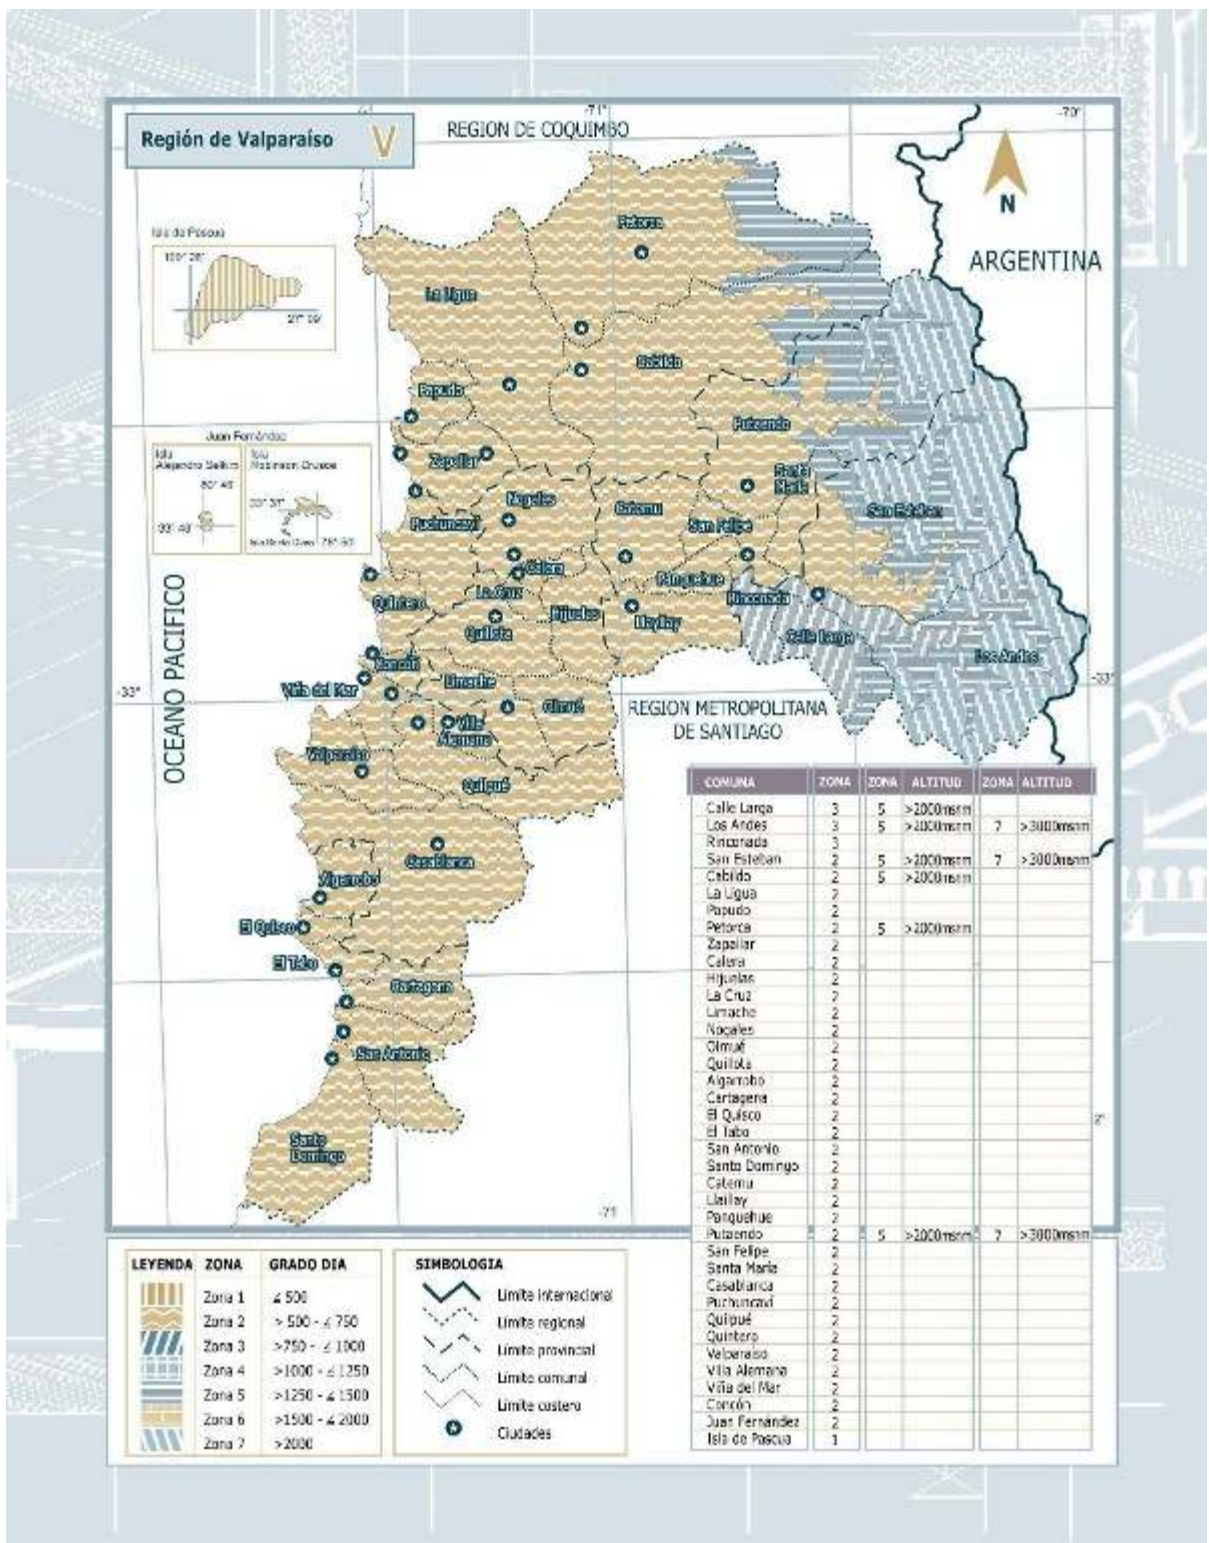 Región de Valparaíso V
REGION DE COQUIMBO
-71°
-70°
N
ARGENTINA
Isla de Pascua
Petorca
La Ligua
Cabildo
Papudo
Putaendo
Juan Fernández
Isla
Alejandro Selkirk
Isla
Robinson Crusoe
Zapallar
Santa
María
Nogales
Catemu
San Esteban
Puchuncaví
San Felipe
Calera
Panquehue
La Cruz
Rinconada
Quintero
Hijuelas
Llayllay
Quillota
Calle Larga
OCEANO PACIFICO
Concón
Los Andes
Limache
-33°
-33°
Viña del Mar
Olmué
REGION METROPOLITANA
DE SANTIAGO
Villa
Alemana
Valparaíso
Quilpué
Casablanca
Algarrobo
El Quisco
El Tabo
Cartagena
San Antonio
Santo
Domingo
-71
COMUNA ZONA ZONA ALTITUD ZONA ALTITUD
Calle Larga 3 5 >2000msnm
Los Andes 3 5 >2000msnm 7 >3000msnm
Rinconada 3
San Esteban 2 5 >2000msnm 7 >3000msnm
Cabildo 2 5 >2000msnm
La Ligua 2
Papudo 2
Petorca 2 5 >2000msnm
Zapallar 2
Calera 2
Hijuelas 2
La Cruz 2
Limache 2
Nogales 2
Olmué 2
Quillota 2
Algarrobo 2
Cartagena 2
El Quisco 2
El Tabo 2
San Antonio 2
Santo Domingo 2
Catemu 2
Llaillay 2
Panquehue 2
Putaendo 2 5 >2000msnm 7 >3000msnm
San Felipe 2
Santa María 2
Casablanca 2
Puchuncaví 2
Quilpué 2
Quintero 2
Valparaíso 2
Villa Alemana 2
Viña del Mar 2
Concón 2
Juan Fernández 2
Isla de Pascua 1
LEYENDA ZONA GRADO DIA
Zona 1 ≤ 500
Zona 2 > 500 - ≤ 750
Zona 3 >750 - ≤ 1000
Zona 4 >1000 - ≤ 1250
Zona 5 >1250 - ≤ 1500
Zona 6 >1500 - ≤ 2000
Zona 7 >2000
SIMBOLOGIA
Límite internacional
Límite regional
Límite provincial
Límite comunal
Límite costero
Ciudades